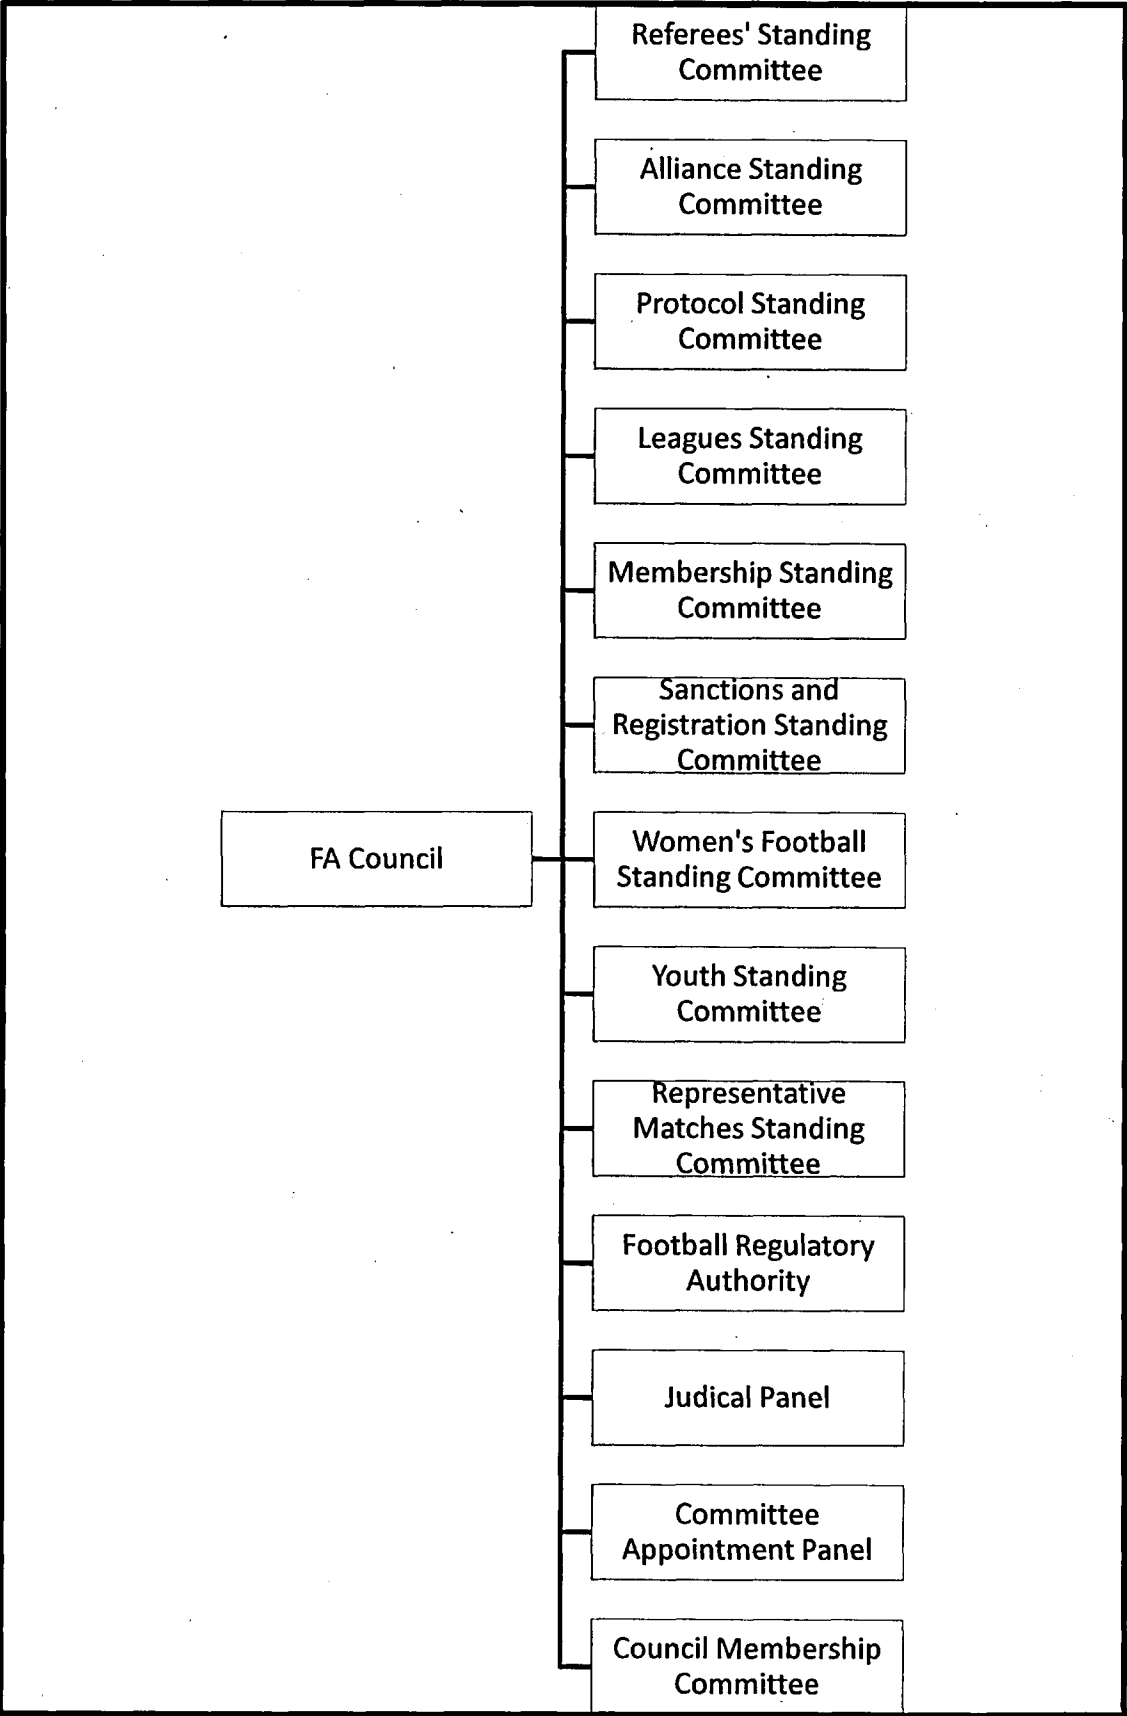 Referees' Standing
Committee
Alliance Standing
Committee
Protocol Standing
Committee
Leagues Standing
Committee
Membership Standing
Committee
Sanctions and
Registration Standing
Committee
FA Council
Women's Football
Standing Committee
Youth Standing
Committee
Representative
Matches Standing
Committee
Football Regulatory
Authority
Judical Panel
Committee
Appointment Panel
Council Membership
Committee